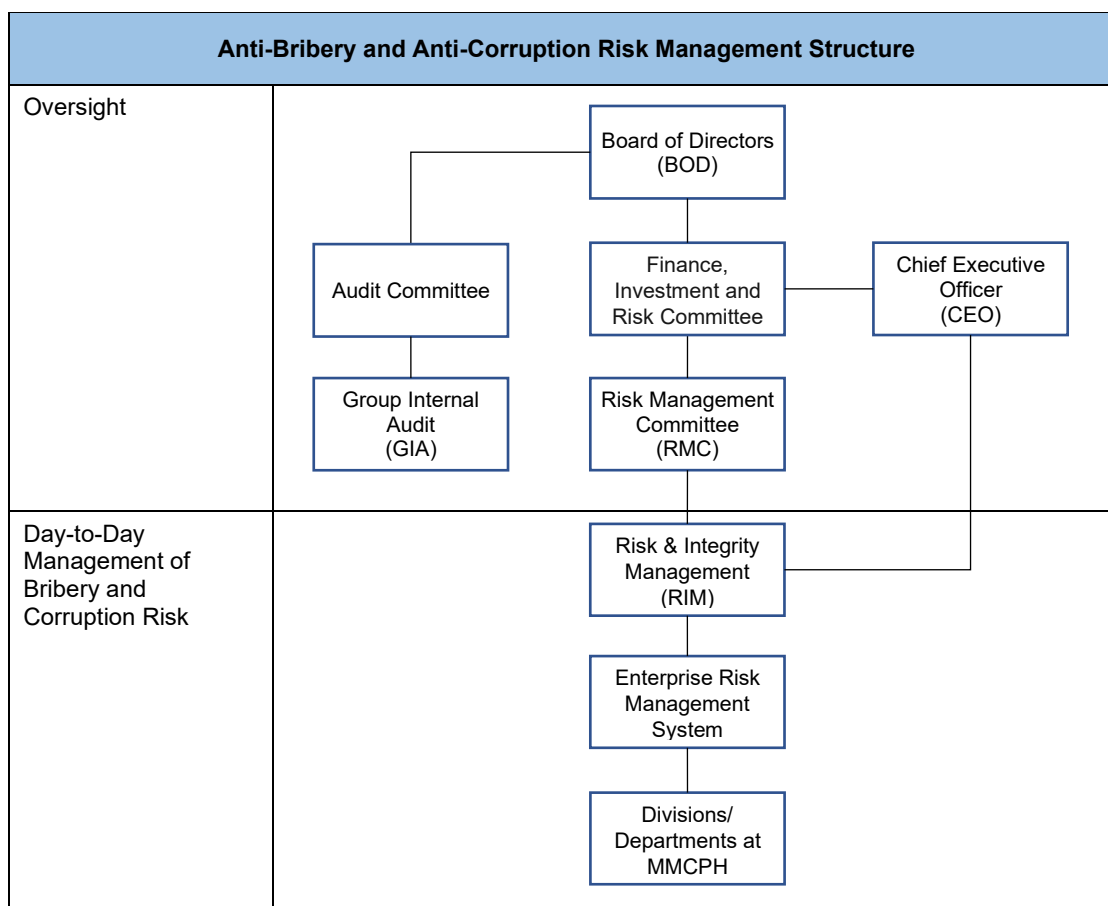 Anti-Bribery and Anti-Corruption Risk Management Structure
Oversight
Board of Directors
(BOD)
Audit Committee
Finance,
Investment and
Risk Committee
Chief Executive
Officer
(CEO)
Group Internal
Audit
(GIA)
Risk Management
Committee
(RMC)
Day-to-Day
Management of
Bribery and
Corruption Risk
Risk & Integrity
Management
(RIM)
Enterprise Risk
Management
System
Divisions/
Departments at
MMCPH